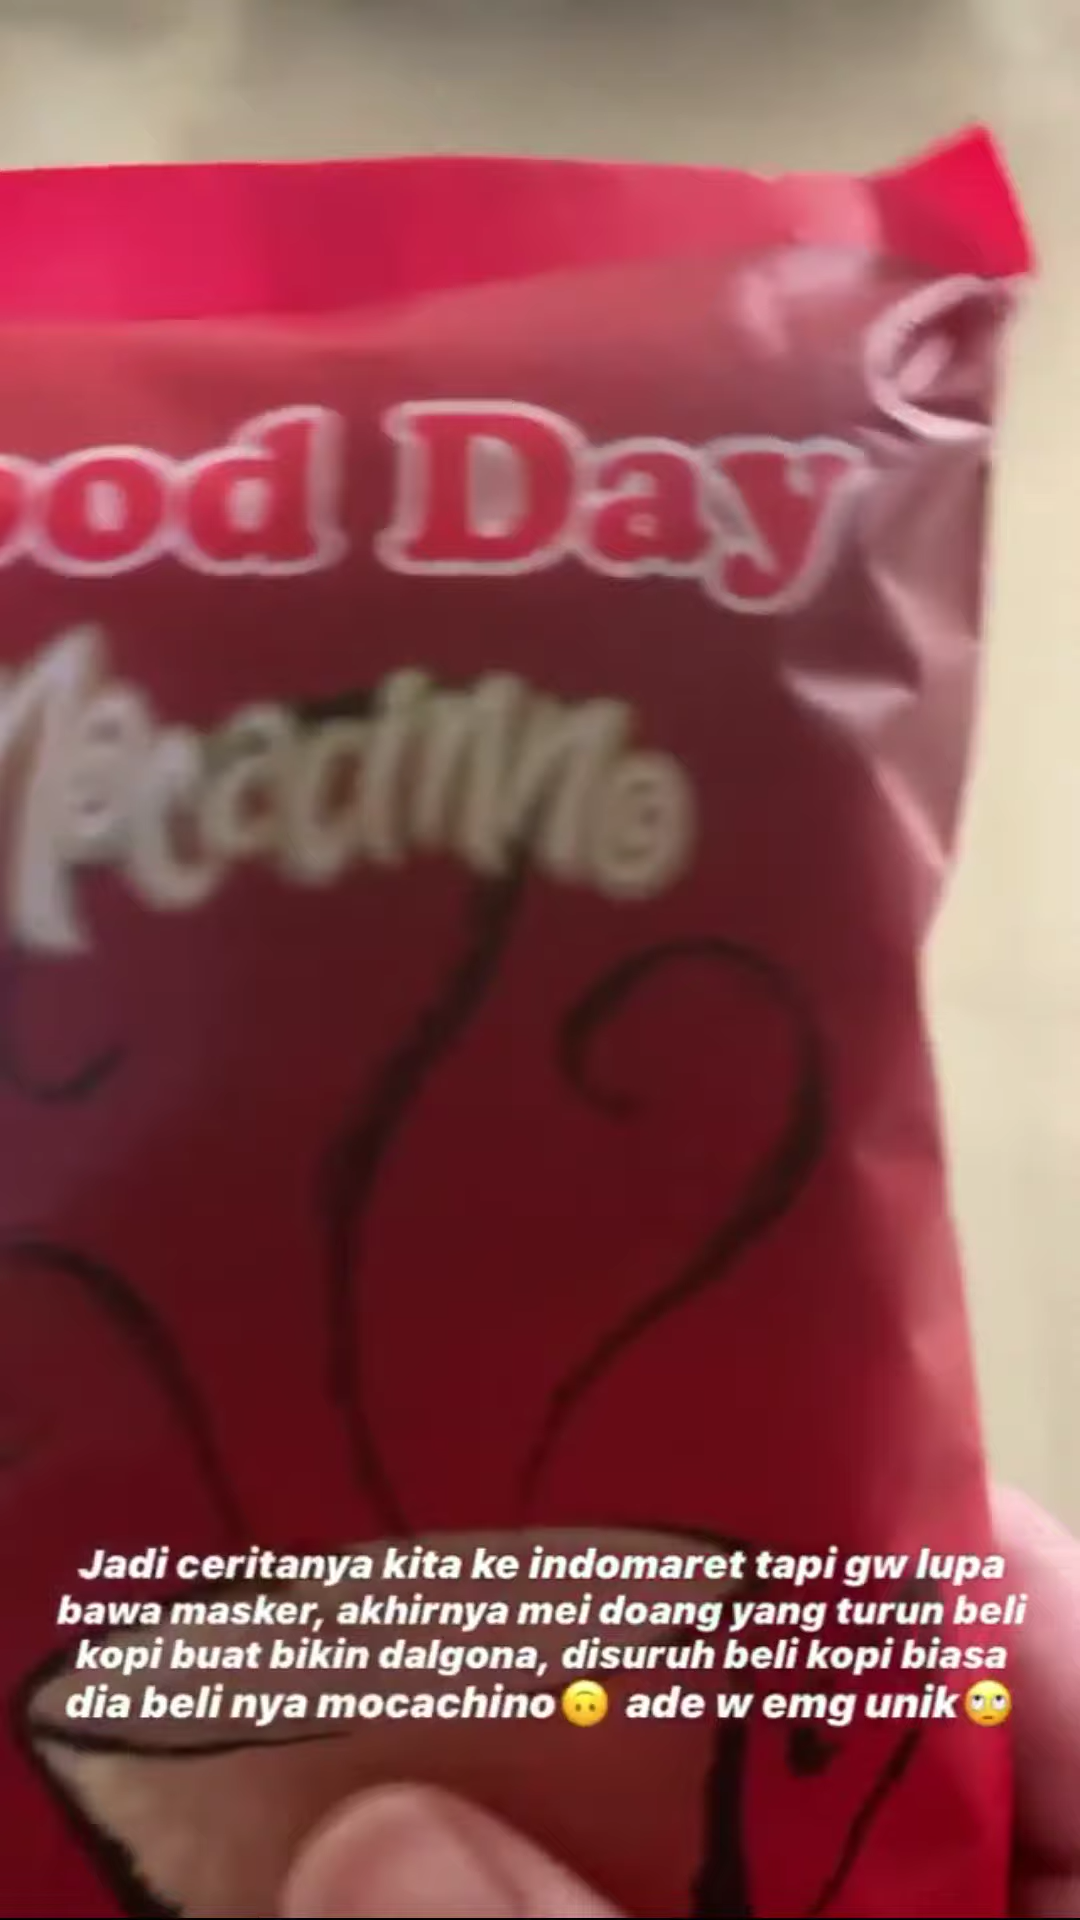 ood Day
Mocacinno
Jadi ceritanya kita ke indomaret tapi gw lupa
bawa masker, akhirnya mei doang yang turun beli
kopi buat bikin dalgona, disuruh beli kopi biasa
dia beli nya mocachino🙃 ade w emg unik🙄